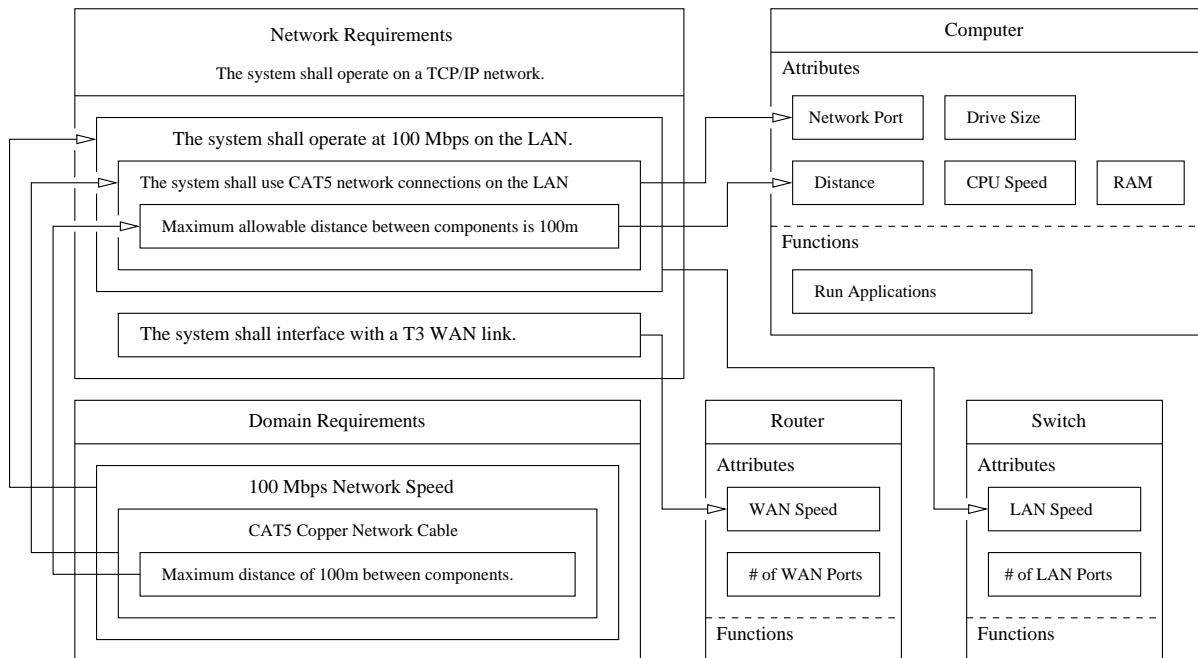 Network Requirements
The system shall operate on a TCP/IP network.
The system shall operate at 100 Mbps on the LAN.
The system shall use CAT5 network connections on the LAN
Maximum allowable distance between components is 100m
The system shall interface with a T3 WAN link.
Computer
Attributes
Network Port
Drive Size
Distance
CPU Speed
RAM
Functions
Run Applications
Domain Requirements
100 Mbps Network Speed
CAT5 Copper Network Cable
Maximum distance of 100m between components.
Router
Attributes
WAN Speed
# of WAN Ports
Functions
Switch
Attributes
LAN Speed
# of LAN Ports
Functions